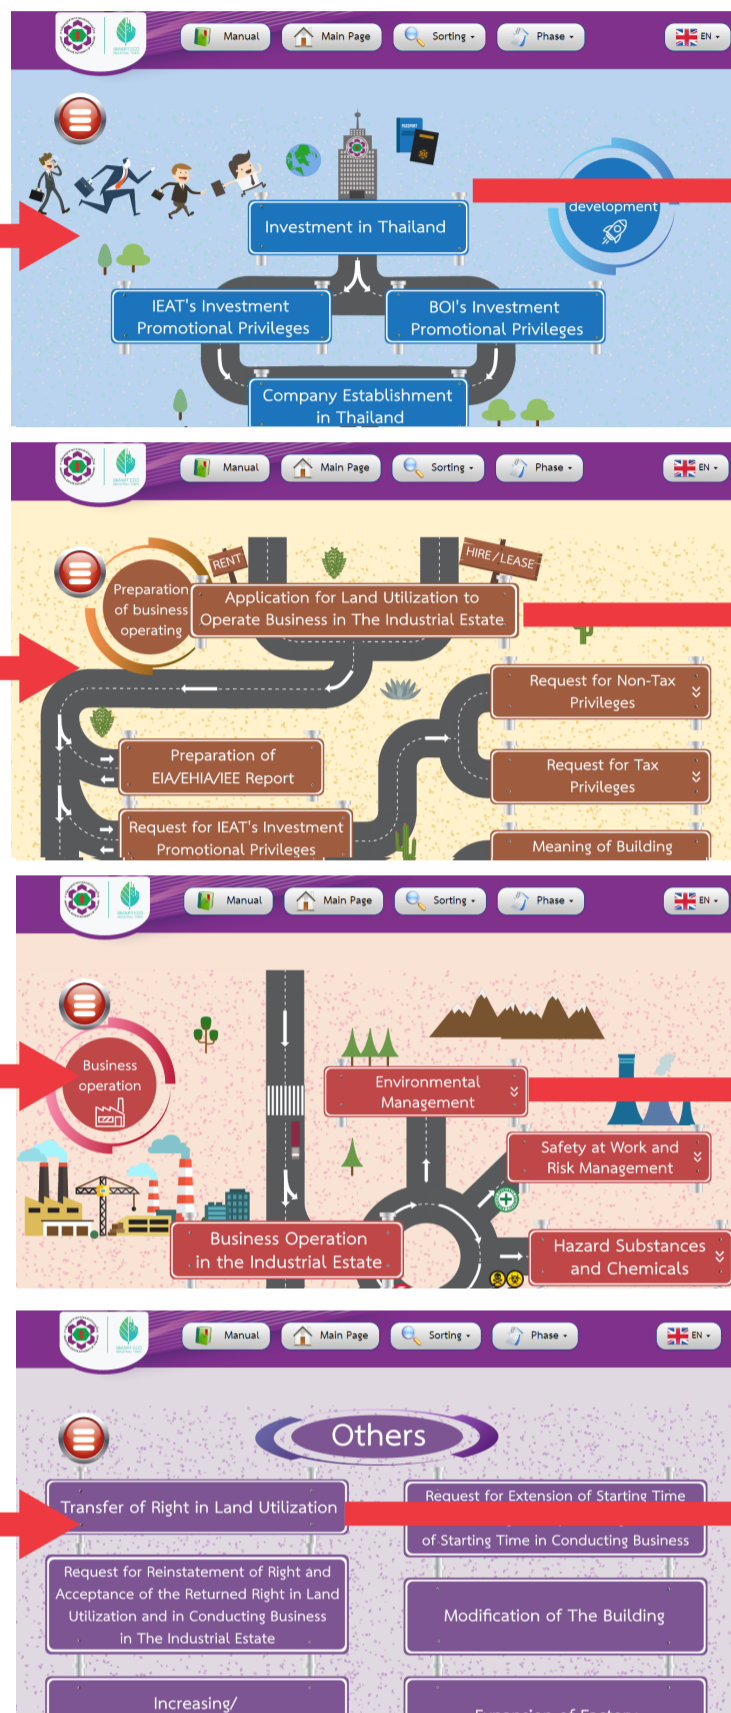 Manual
Main Page
Sorting
Phase
EN
PASSPORT
development
Investment in Thailand
IEAT's Investment
Promotional Privileges
BOI's Investment
Promotional Privileges
Company Establishment
in Thailand
Manual
Main Page
Sorting
Phase
EN
RENT
HIRE/LEASE
Preparation
of business
operating
Application for Land Utilization to
Operate Business in The Industrial Estate
Request for Non-Tax
Privileges
Preparation of
EIA/EHIA/IEE Report
Request for Tax
Privileges
Request for IEAT's Investment
Promotional Privileges
Meaning of Building
Manual
Main Page
Sorting
Phase
EN
Business
operation
Environmental
Management
Safety at Work and
Risk Management
Business Operation
in the Industrial Estate
Hazard Substances
and Chemicals
Manual
Main Page
Sorting
Phase
EN
Others
Transfer of Right in Land Utilization
Request for Extension of Starting Time
of Starting Time in Conducting Business
Request for Reinstatement of Right and
Acceptance of the Returned Right in Land
Utilization and in Conducting Business
in The Industrial Estate
Modification of The Building
Increasing/